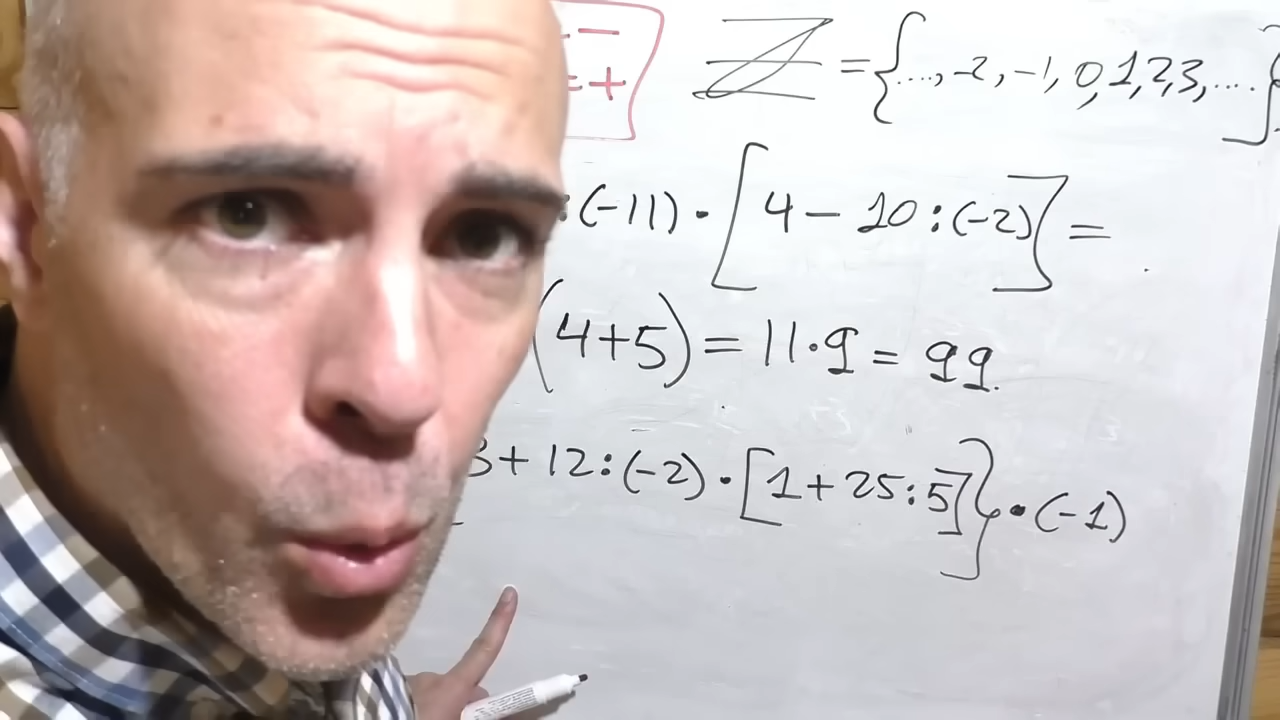 = -
= +
ℤ = {..., -2, -1, 0, 1, 2, 3, ....}
:(-11) · [4 - 10 : (-2)] =
(4+5) = 11·9 = 99.
3 + 12 : (-2) · [1 + 25 : 5]} · (-1)